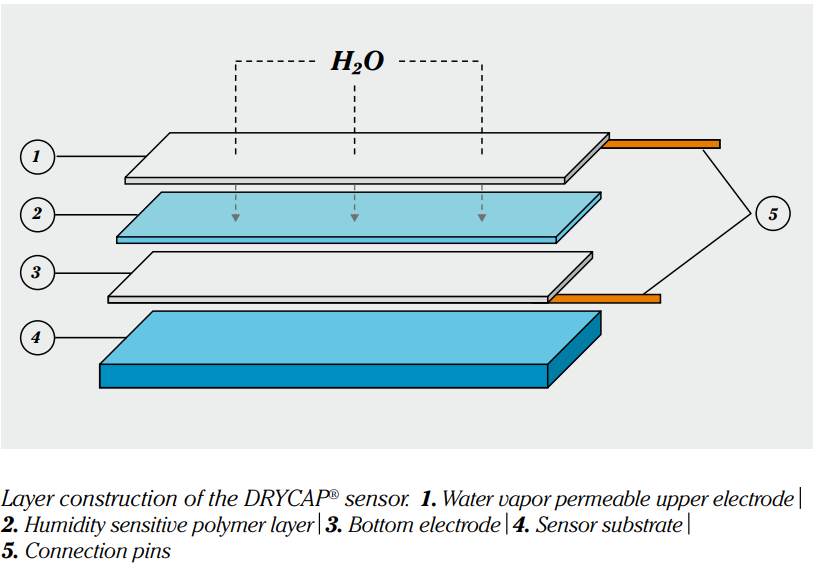 H₂O
1
2
5
3
4
Layer construction of the DRYCAP® sensor. 1. Water vapor permeable upper electrode|
2. Humidity sensitive polymer layer|3. Bottom electrode|4. Sensor substrate|
5. Connection pins